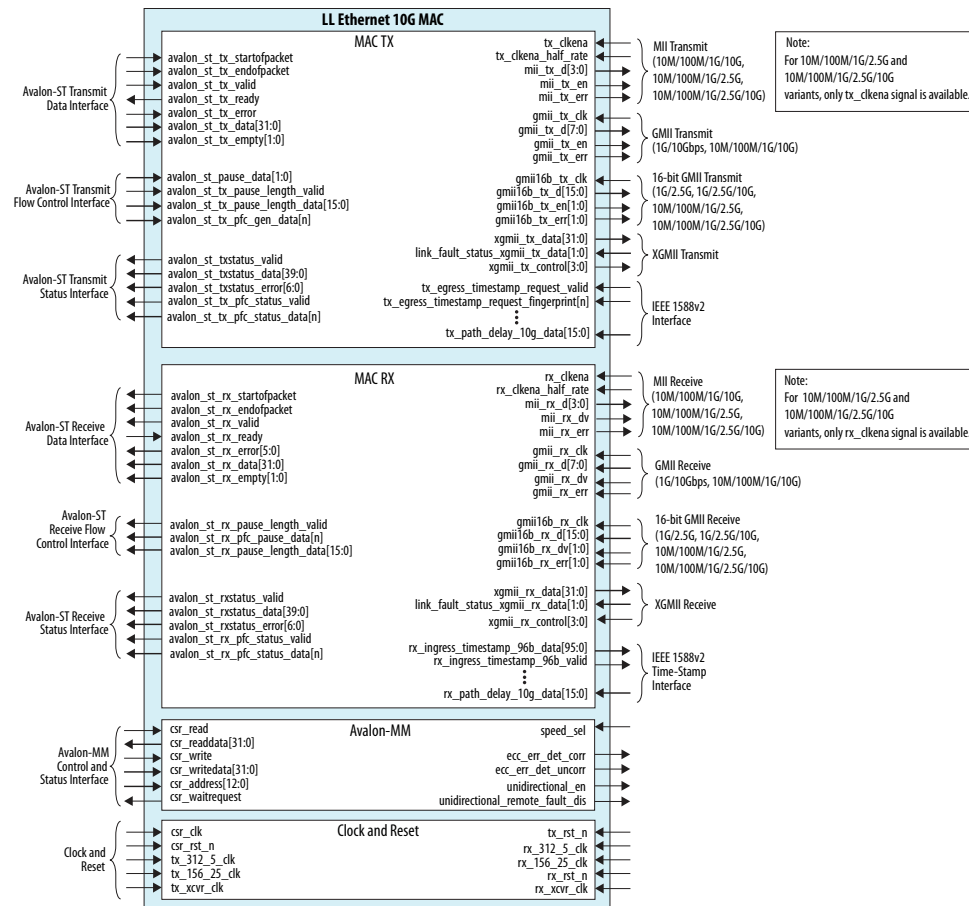 LL Ethernet 10G MAC
MAC TX
Avalon-ST Transmit
Data Interface
avalon_st_tx_startofpacket
avalon_st_tx_endofpacket
avalon_st_tx_valid
avalon_st_tx_ready
avalon_st_tx_error
avalon_st_tx_data[31:0]
avalon_st_tx_empty[1:0]
Avalon-ST Transmit
Flow Control Interface
avalon_st_pause_data[1:0]
avalon_st_tx_pause_length_valid
avalon_st_tx_pause_length_data[15:0]
avalon_st_tx_pfc_gen_data[n]
Avalon-ST Transmit
Status Interface
avalon_st_txstatus_valid
avalon_st_txstatus_data[39:0]
avalon_st_txstatus_error[6:0]
avalon_st_tx_pfc_status_valid
avalon_st_tx_pfc_status_data[n]
tx_clkena
tx_clkena_half_rate
mii_tx_d[3:0]
mii_tx_en
mii_tx_err
MII Transmit
(10M/100M/1G/10G,
10M/100M/1G/2.5G,
10M/100M/1G/2.5G/10G)
Note:
For 10M/100M/1G/2.5G and
10M/100M/1G/2.5G/10G
variants, only tx_clkena signal is available.
gmii_tx_clk
gmii_tx_d[7:0]
gmii_tx_en
gmii_tx_err
GMII Transmit
(1G/10Gbps, 10M/100M/1G/10G)
gmii16b_tx_clk
gmii16b_tx_d[15:0]
gmii16b_tx_en[1:0]
gmii16b_tx_err[1:0]
16-bit GMII Transmit
(1G/2.5G, 1G/2.5G/10G,
10M/100M/1G/2.5G,
10M/100M/1G/2.5G/10G)
xgmii_tx_data[31:0]
link_fault_status_xgmii_tx_data[1:0]
xgmii_tx_control[3:0]
XGMII Transmit
tx_egress_timestamp_request_valid
tx_egress_timestamp_request_fingerprint[n]
tx_path_delay_10g_data[15:0]
IEEE 1588v2
Interface
MAC RX
Avalon-ST Receive
Data Interface
avalon_st_rx_startofpacket
avalon_st_rx_endofpacket
avalon_st_rx_valid
avalon_st_rx_ready
avalon_st_rx_error[5:0]
avalon_st_rx_data[31:0]
avalon_st_rx_empty[1:0]
Avalon-ST
Receive Flow
Control Interface
avalon_st_rx_pause_length_valid
avalon_st_rx_pfc_pause_data[n]
avalon_st_rx_pause_length_data[15:0]
Avalon-ST Receive
Status Interface
avalon_st_rxstatus_valid
avalon_st_rxstatus_data[39:0]
avalon_st_rxstatus_error[6:0]
avalon_st_rx_pfc_status_valid
avalon_st_rx_pfc_status_data[n]
rx_clkena
rx_clkena_half_rate
mii_rx_d[3:0]
mii_rx_dv
mii_rx_err
MII Receive
(10M/100M/1G/10G,
10M/100M/1G/2.5G,
10M/100M/1G/2.5G/10G)
Note:
For 10M/100M/1G/2.5G and
10M/100M/1G/2.5G/10G
variants, only rx_clkena signal is available.
gmii_rx_clk
gmii_rx_d[7:0]
gmii_rx_dv
gmii_rx_err
GMII Receive
(1G/10Gbps, 10M/100M/1G/10G)
gmii16b_rx_clk
gmii16b_rx_d[15:0]
gmii16b_rx_dv[1:0]
gmii16b_rx_err[1:0]
16-bit GMII Receive
(1G/2.5G, 1G/2.5G/10G,
10M/100M/1G/2.5G,
10M/100M/1G/2.5G/10G)
xgmii_rx_data[31:0]
link_fault_status_xgmii_rx_data[1:0]
xgmii_rx_control[3:0]
XGMII Receive
rx_ingress_timestamp_96b_data[95:0]
rx_ingress_timestamp_96b_valid
rx_path_delay_10g_data[15:0]
IEEE 1588v2
Time-Stamp
Interface
Avalon-MM
Avalon-MM
Control and
Status Interface
csr_read
csr_readdata[31:0]
csr_write
csr_writedata[31:0]
csr_address[12:0]
csr_waitrequest
speed_sel
ecc_err_det_corr
ecc_err_det_uncorr
unidirectional_en
unidirectional_remote_fault_dis
Clock and Reset
Clock and
Reset
csr_clk
csr_rst_n
tx_312_5_clk
tx_156_25_clk
tx_xcvr_clk
tx_rst_n
rx_312_5_clk
rx_156_25_clk
rx_rst_n
rx_xcvr_clk